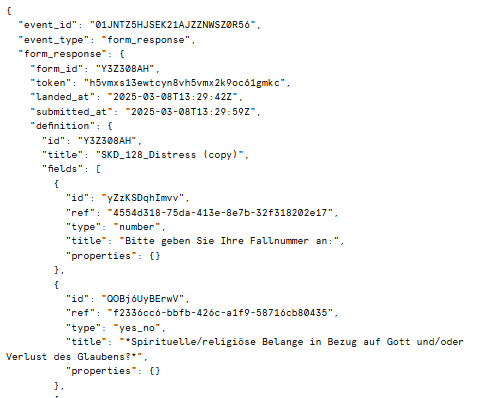 {
"event_id": "01JNTZ5HJSEK21AJZZNWSZ0R56",
"event_type": "form_response",
"form_response": {
"form_id": "Y3Z308AH",
"token": "h5vmxs13ewtcyn8vh5vmx2k9oc61gmkc",
"landed_at": "2025-03-08T13:29:42Z",
"submitted_at": "2025-03-08T13:29:59Z",
"definition": {
"id": "Y3Z308AH",
"title": "SKD_128_Distress (copy)",
"fields": [
{
"id": "yZzKSDqhImvv",
"ref": "4554d318-75da-413e-8e7b-32f318202e17",
"type": "number",
"title": "Bitte geben Sie Ihre Fallnummer an:",
"properties": {}
},
{
"id": "QOBj6UyBErwV",
"ref": "f2336cc6-bbfb-426c-a1f9-58716cb80435",
"type": "yes_no",
"title": "*Spirituelle/religiöse Belange in Bezug auf Gott und/oder
Verlust des Glaubens?*",
"properties": {}
},